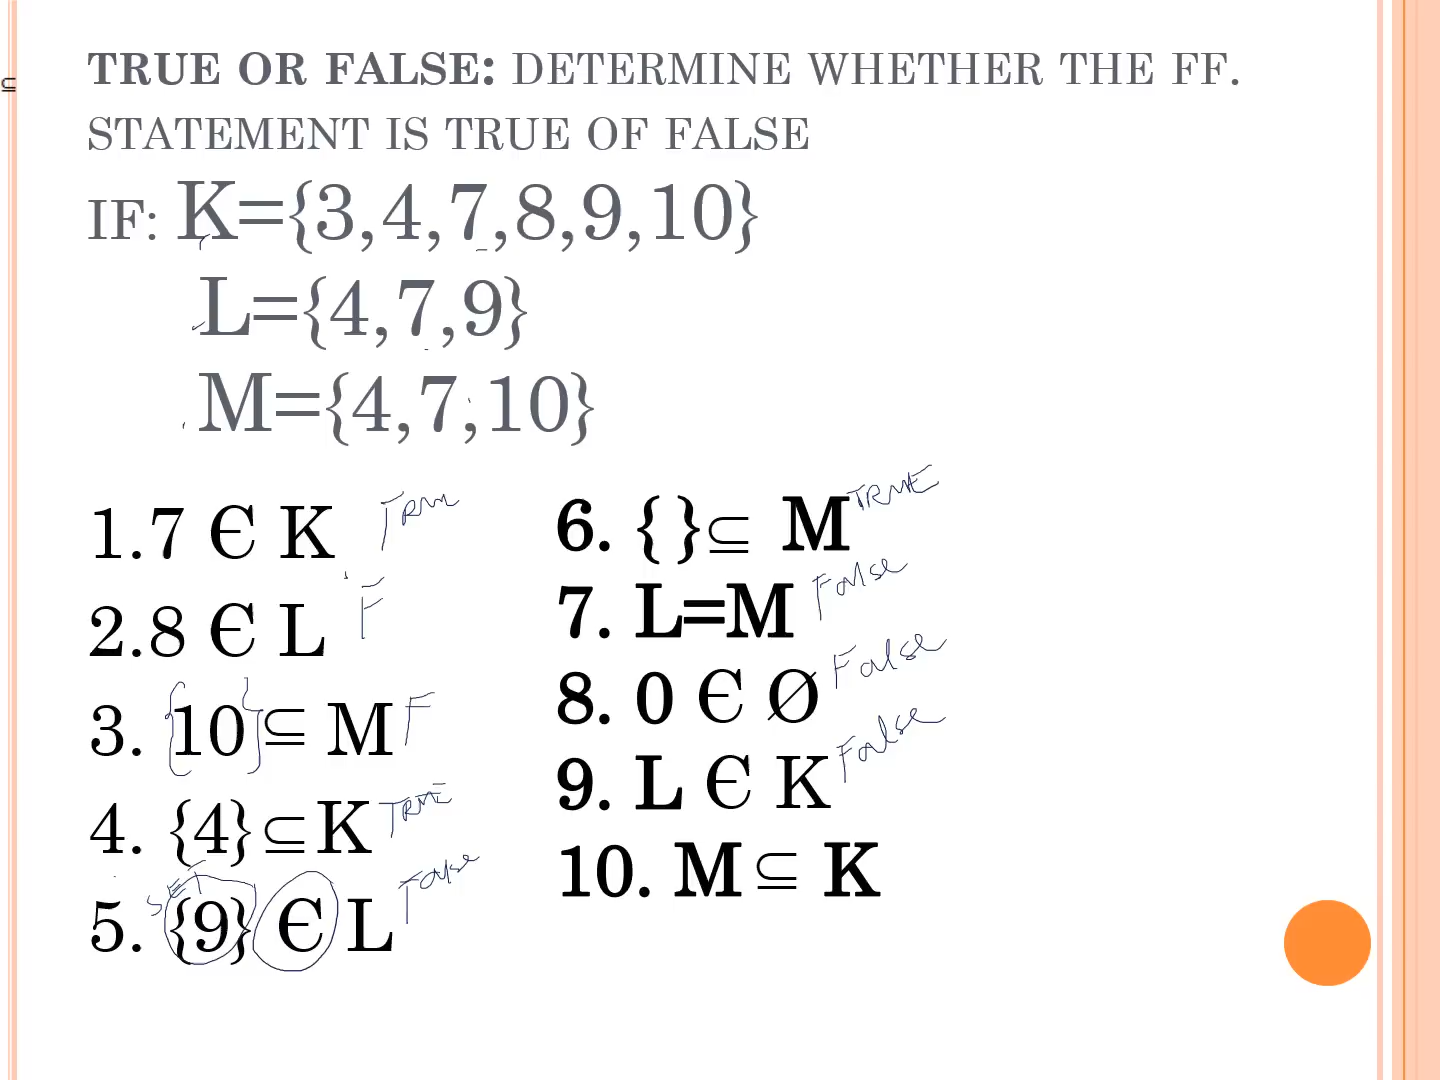 ⊆
TRUE OR FALSE: DETERMINE WHETHER THE FF.
STATEMENT IS TRUE OF FALSE
IF: K={3,4,7,8,9,10}
L={4,7,9}
M={4,7,10}
1.7 Є K TRUE
2.8 Є L F
3. {10}⊆ M F
4. {4}⊆K TRUE
SET
5. {9} Є L False
6. { }⊆ M TRUE
7. L=M False
8. 0 Є Ø False
9. L Є K False
10. M ⊆ K